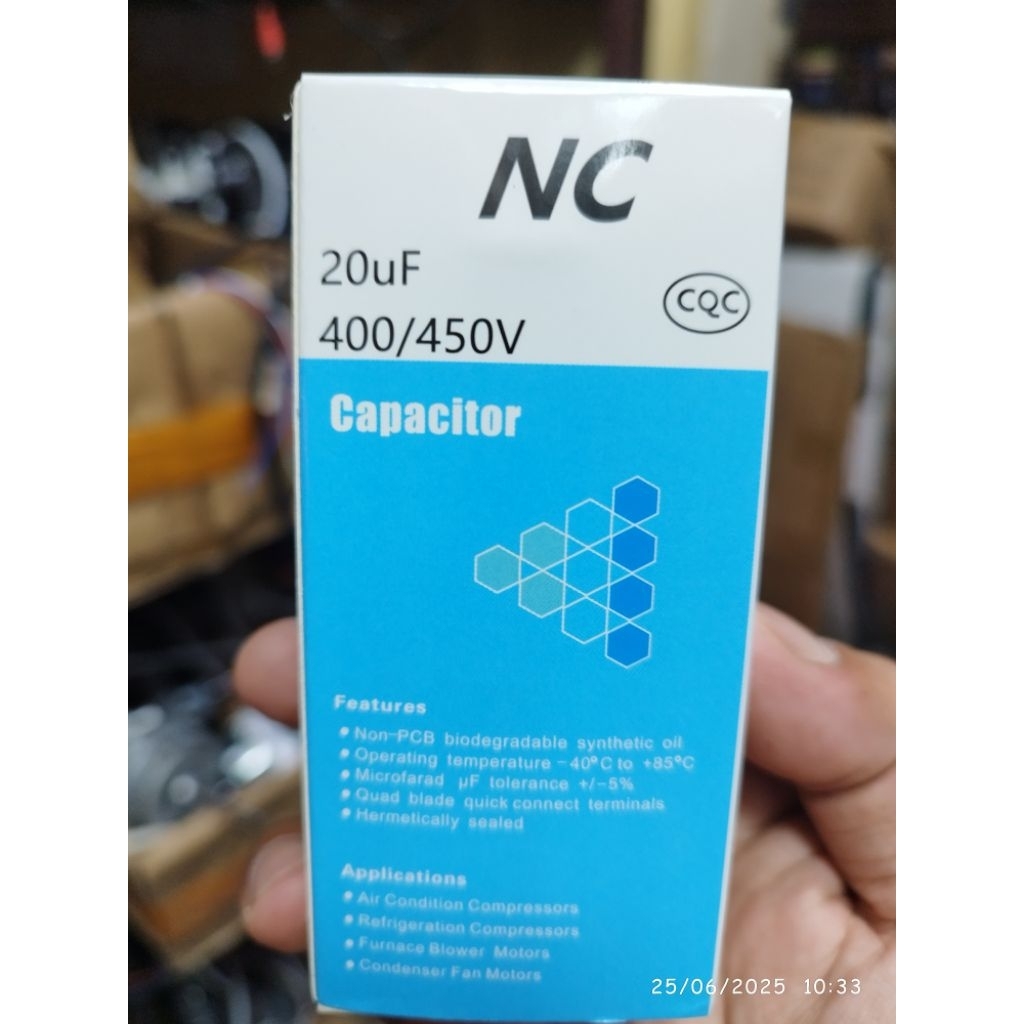 NC
20uF
400/450V
CQC
Capacitor
Features
• Non-PCB biodegradable synthetic oil
• Operating temperature -40°C to +85°C
• Microfarad µF tolerance +/-5%
• Quad blade quick connect terminals
• Hermetically sealed
Applications
• Air Condition Compressors
• Refrigeration Compressors
• Furnace Blower Motors
• Condenser Fan Motors
25/06/2025 10:33